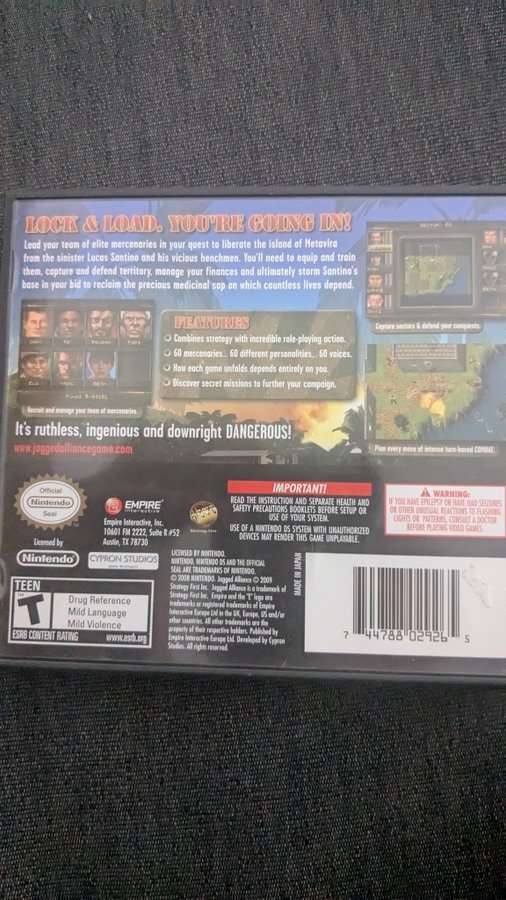 LOCK & LOAD. YOU'RE GOING IN!
Lead your team of elite mercenaries in your quest to liberate the island of Metavira
from the sinister Lucas Santino and his vicious henchmen. You'll need to equip and train
them, capture and defend territory, manage your finances and ultimately storm Santino's
base in your bid to reclaim the precious medicinal sap on which countless lives depend.
Capture sectors & defend your conquests.
FEATURES
Combines strategy with incredible role-playing action.
60 mercenaries... 60 different personalities... 60 voices.
How each game unfolds depends entirely on you.
Discover secret missions to further your campaign.
Recruit and manage your team of mercenaries.
It's ruthless, ingenious and downright DANGEROUS!
www.jaggedalliancegame.com
Plan every move of intense turn-based COMBAT.
Official
Nintendo
Seal
Licensed by
Nintendo
EMPIRE
INTERACTIVE
Empire Interactive, Inc.
10601 FM 2222, Suite R #52
Austin, TX 78730
CYPRON STUDIOS
IMPORTANT!
READ THE INSTRUCTION AND SEPARATE HEALTH AND
SAFETY PRECAUTIONS BOOKLETS BEFORE SETUP OR
USE OF YOUR SYSTEM.
USE OF A NINTENDO DS SYSTEM WITH UNAUTHORIZED
DEVICES MAY RENDER THIS GAME UNPLAYABLE.
WARNING:
IF YOU HAVE EPILEPSY OR HAVE HAD SEIZURES
OR OTHER UNUSUAL REACTIONS TO FLASHING
LIGHTS OR PATTERNS, CONSULT A DOCTOR
BEFORE PLAYING VIDEO GAMES.
TEEN
T
Drug Reference
Mild Language
Mild Violence
ESRB CONTENT RATING www.esrb.org
LICENSED BY NINTENDO.
NINTENDO, NINTENDO DS AND THE OFFICIAL
SEAL ARE TRADEMARKS OF NINTENDO.
© 2006 NINTENDO. Jagged Alliance © 2009
Strategy First Inc. Jagged Alliance is a trademark of
Strategy First Inc. Empire and the "E" logo are
trademarks or registered trademarks of Empire
Interactive Europe Ltd in the UK, Europe, US and/or
other countries. All other trademarks are the
property of their respective holders. Published by
Empire Interactive Europe Ltd. Developed by Cypron
Studios. All rights reserved.
MADE IN JAPAN
7 44788 02926 5